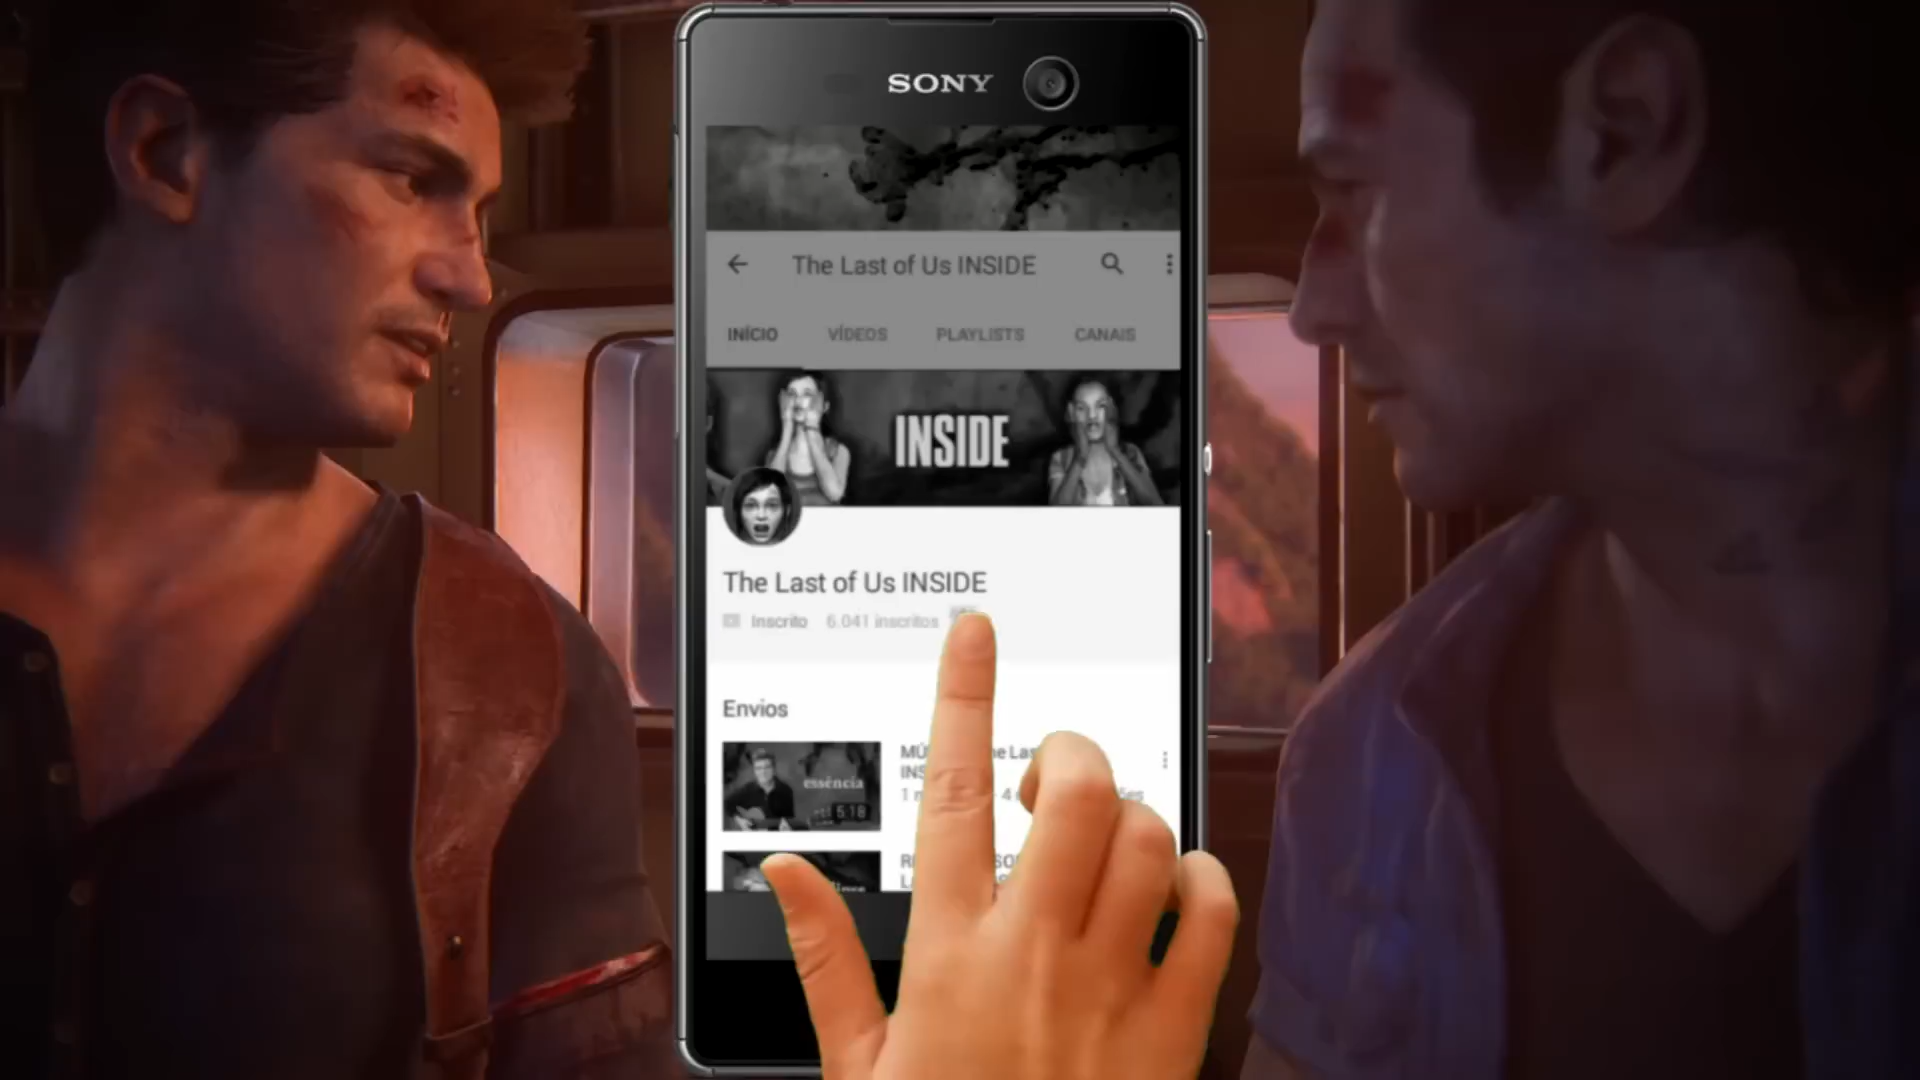 SONY
The Last of Us INSIDE
INÍCIO VÍDEOS PLAYLISTS CANAIS
INSIDE
The Last of Us INSIDE
Inscrito 6.041 inscritos
Envios
essência
5:18